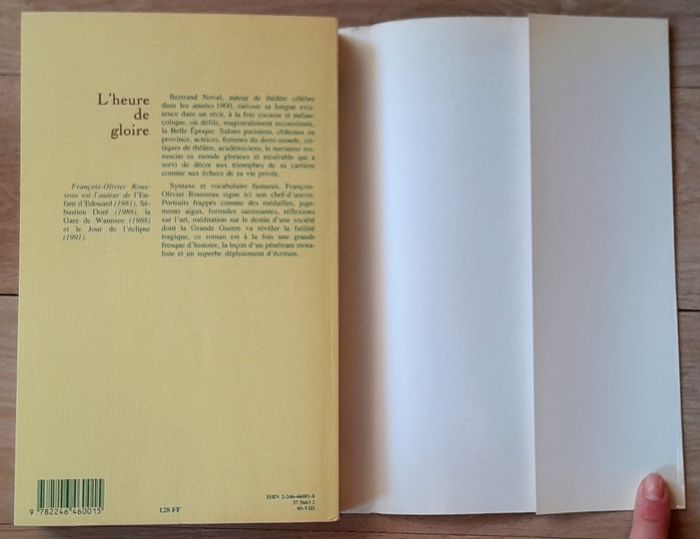 L'heure
de
gloire
Bertrand Noval, auteur de théâtre célèbre
dans les années 1900, raconte sa longue exis-
tence dans un récit, à la fois cocasse et mélan-
colique, où défile, magistralement reconstituée,
la Belle Époque. Salons parisiens, châteaux en
province, actrices, femmes du demi-monde, cri-
tiques de théâtre, académiciens, le narrateur res-
suscite ce monde glorieux et misérable qui a
servi de décor aux triomphes de sa carrière
comme aux échecs de sa vie privée.
Syntaxe et vocabulaire fastueux, François-
Olivier Rousseau signe ici son chef-d'œuvre.
Portraits frappés comme des médailles, juge-
ments aigus, formules saisissantes, réflexions
sur l'art, méditation sur le destin d'une société
dont la Grande Guerre va révéler la futilité
tragique, ce roman est à la fois une grande
fresque d'histoire, la leçon d'un pénétrant mora-
liste et un superbe déploiement d'écriture.
François-Olivier Rous-
seau est l'auteur de l'En-
fant d'Edouard (1981), Sé-
bastien Doré (1986), la
Gare de Wannsee (1988)
et le Jour de l'éclipse
(1991).
9 782246 460015
128 FF
ISBN 2-246-46001-8
57 5663 2
95-VIII